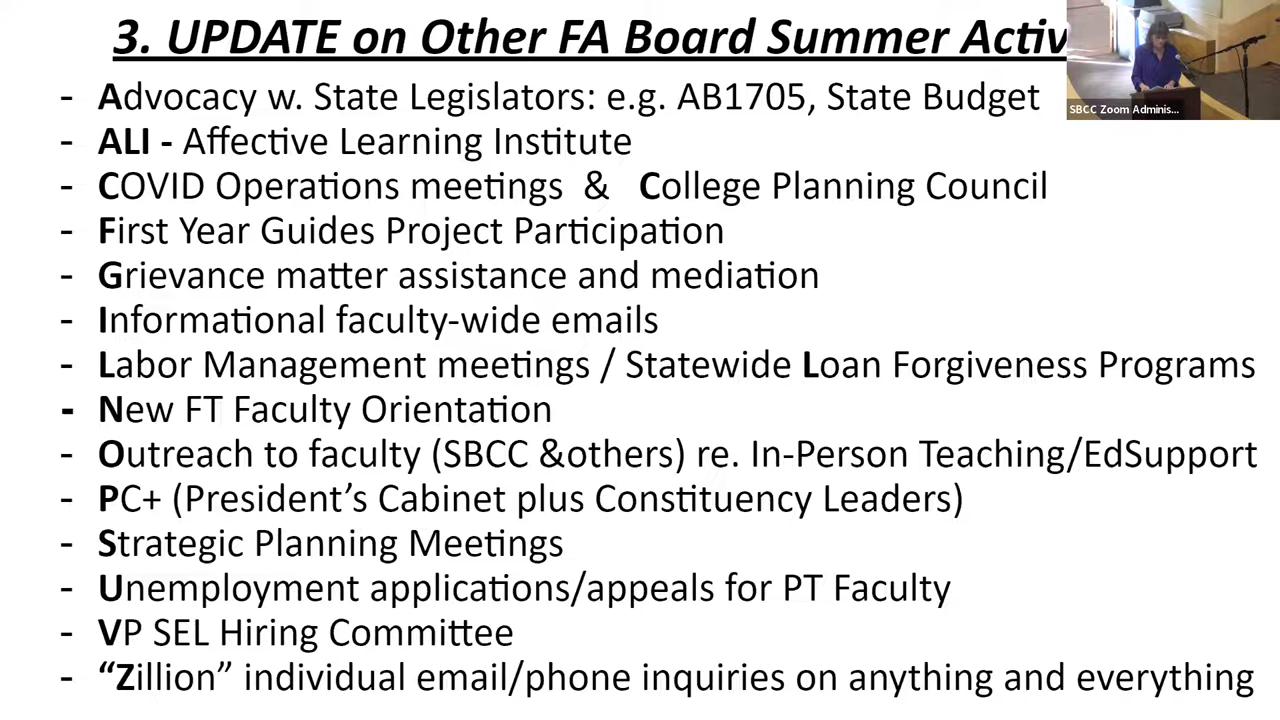 3. UPDATE on Other FA Board Summer Activ
SBCC Zoom Adminis...
- Advocacy w. State Legislators: e.g. AB1705, State Budget
- ALI - Affective Learning Institute
- COVID Operations meetings & College Planning Council
- First Year Guides Project Participation
- Grievance matter assistance and mediation
- Informational faculty-wide emails
- Labor Management meetings / Statewide Loan Forgiveness Programs
- New FT Faculty Orientation
- Outreach to faculty (SBCC &others) re. In-Person Teaching/EdSupport
- PC+ (President’s Cabinet plus Constituency Leaders)
- Strategic Planning Meetings
- Unemployment applications/appeals for PT Faculty
- VP SEL Hiring Committee
- “Zillion” individual email/phone inquiries on anything and everything